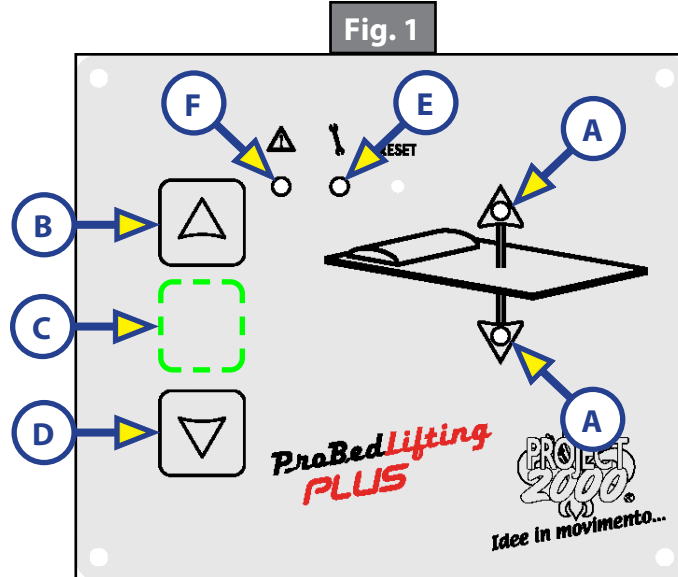 Fig. 1
F
E
A
RESET
B
C
D
A
ProBedLifting
PLUS
PROJECT
2000®
Idee in movimento...